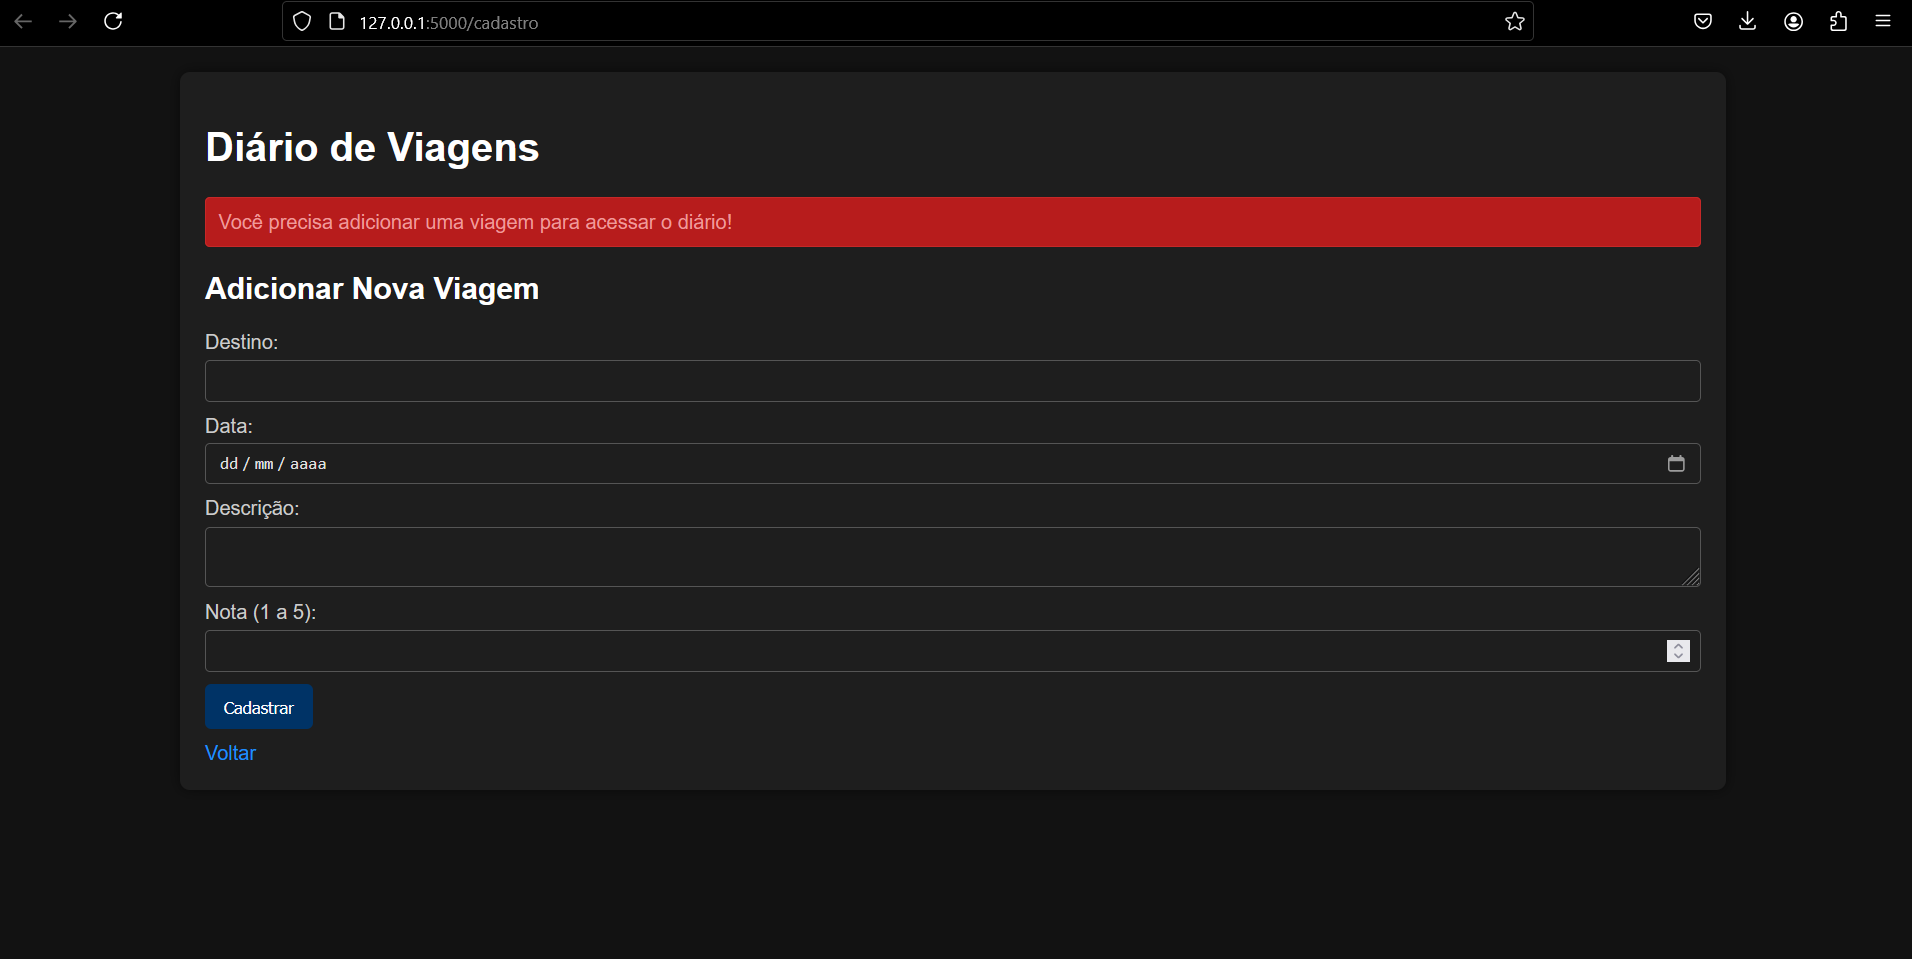 127.0.0.1:5000/cadastro
Diário de Viagens
Você precisa adicionar uma viagem para acessar o diário!
Adicionar Nova Viagem
Destino:
Data:
dd / mm / aaaa
Descrição:
Nota (1 a 5):
Cadastrar
Voltar